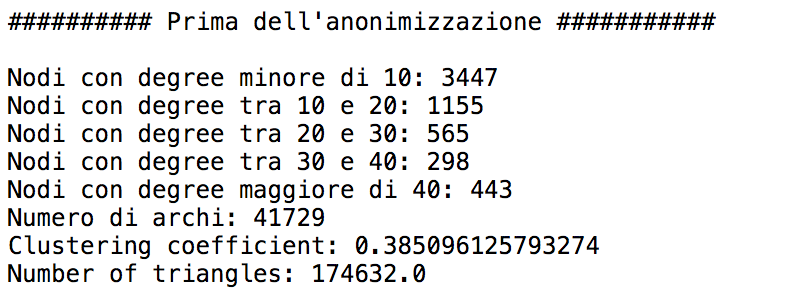 ########## Prima dell'anonimizzazione ###########
Nodi con degree minore di 10: 3447
Nodi con degree tra 10 e 20: 1155
Nodi con degree tra 20 e 30: 565
Nodi con degree tra 30 e 40: 298
Nodi con degree maggiore di 40: 443
Numero di archi: 41729
Clustering coefficient: 0.385096125793274
Number of triangles: 174632.0